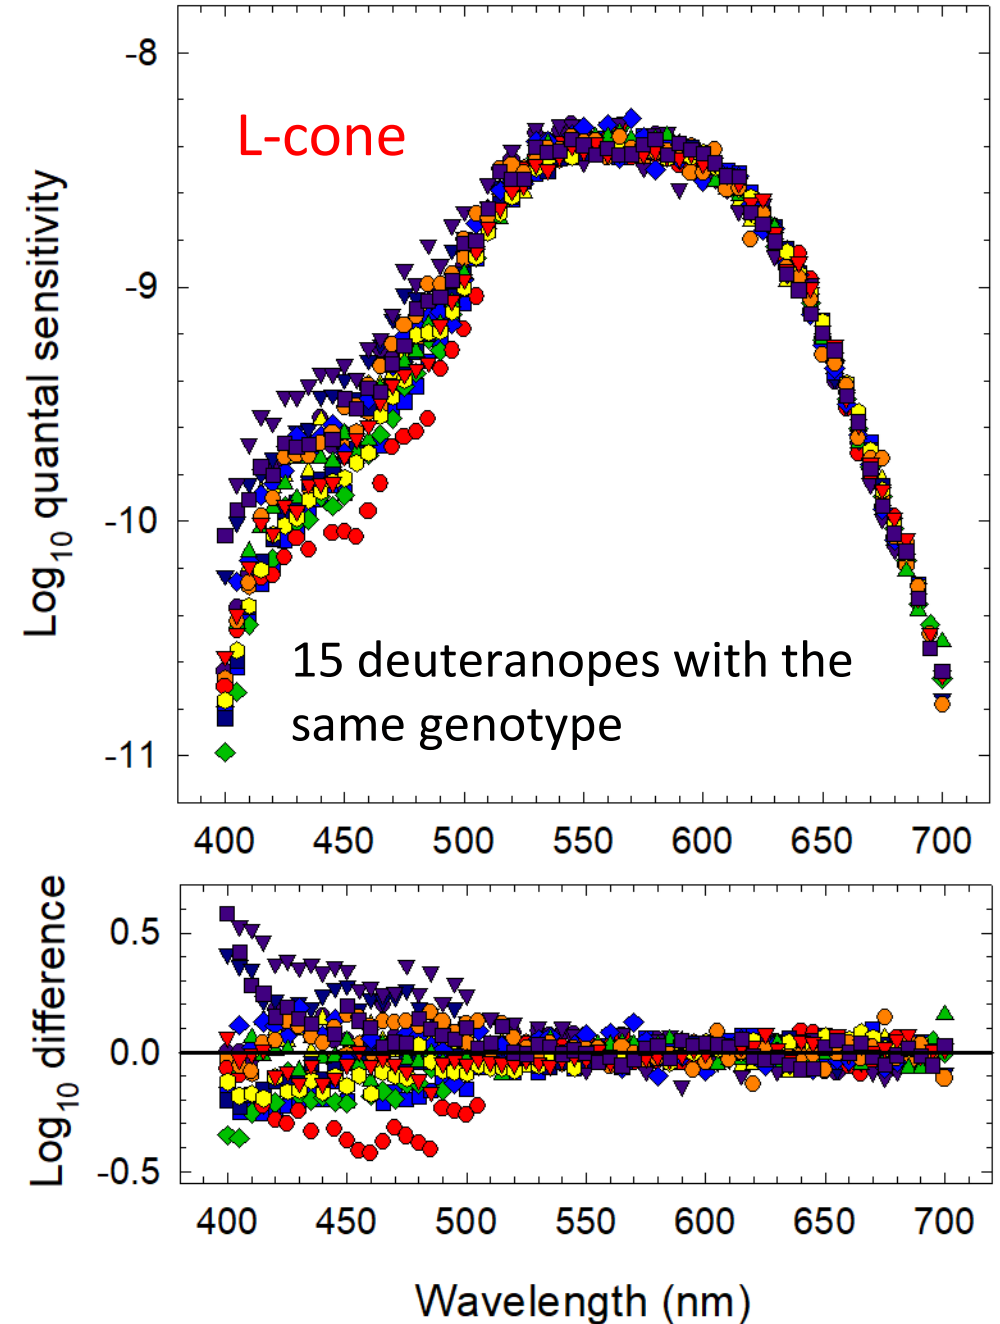 -8
L-cone
-9
Log10 quantal sensitivity
-10
15 deuteranopes with the
same genotype
-11
400 450 500 550 600 650 700
0.5
Log10 difference
0.0
-0.5
400 450 500 550 600 650 700
Wavelength (nm)